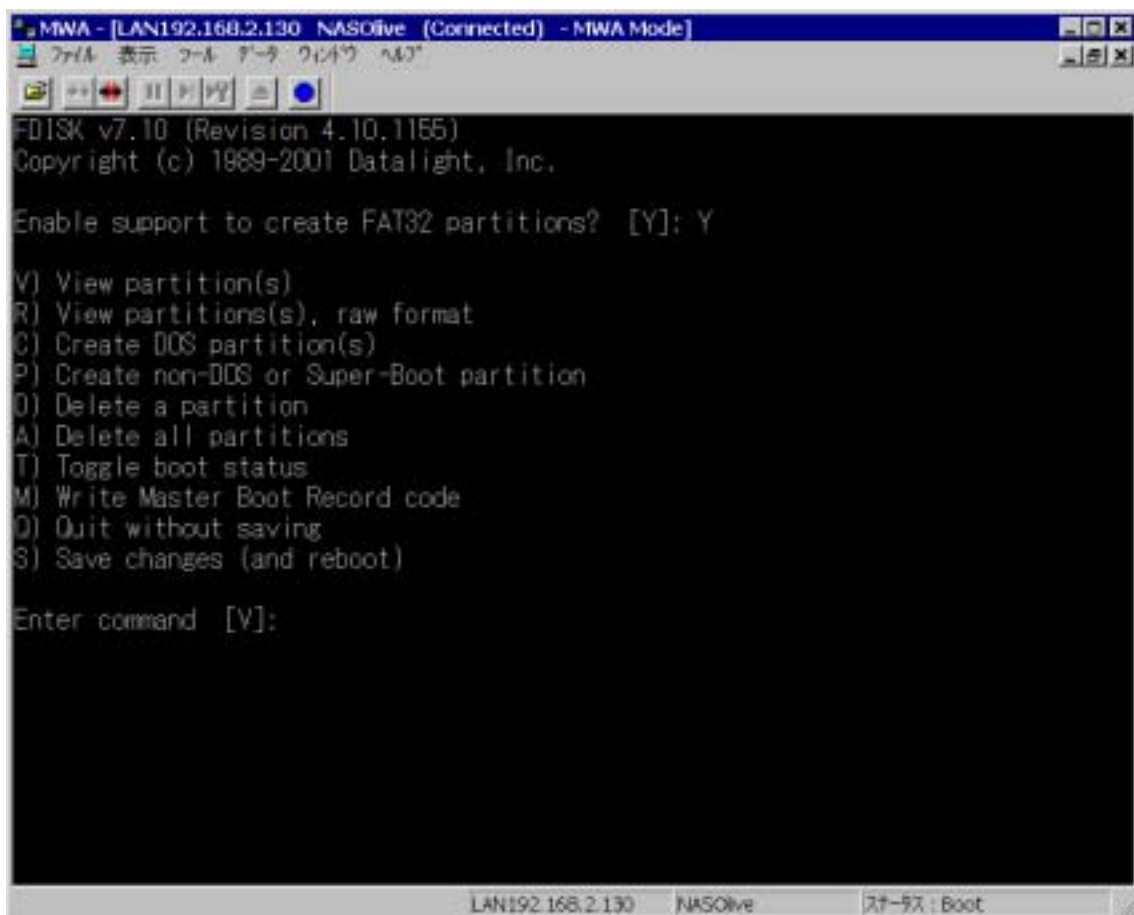 MWA - [LAN192.168.2.130 NASOlive (Connected) - MWA Mode]
ファイル 表示 ツール データ ウィンドウ ヘルプ
FDISK v7.10 (Revision 4.10.1155)
Copyright (c) 1989-2001 Datalight, Inc.
Enable support to create FAT32 partitions? [Y]: Y
V) View partition(s)
R) View partitions(s), raw format
C) Create DOS partition(s)
P) Create non-DOS or Super-Boot partition
D) Delete a partition
A) Delete all partitions
T) Toggle boot status
M) Write Master Boot Record code
Q) Quit without saving
S) Save changes (and reboot)
Enter command [V]:
LAN192.168.2.130 NASOlive ステータス : Boot